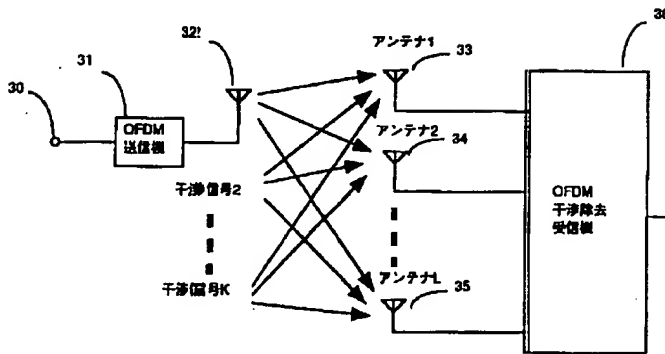 30
31
OFDM
送信機
32
アンテナ1
33
アンテナ2
34
干渉信号2
干渉信号K
アンテナL
35
OFDM
干渉除去
受信機